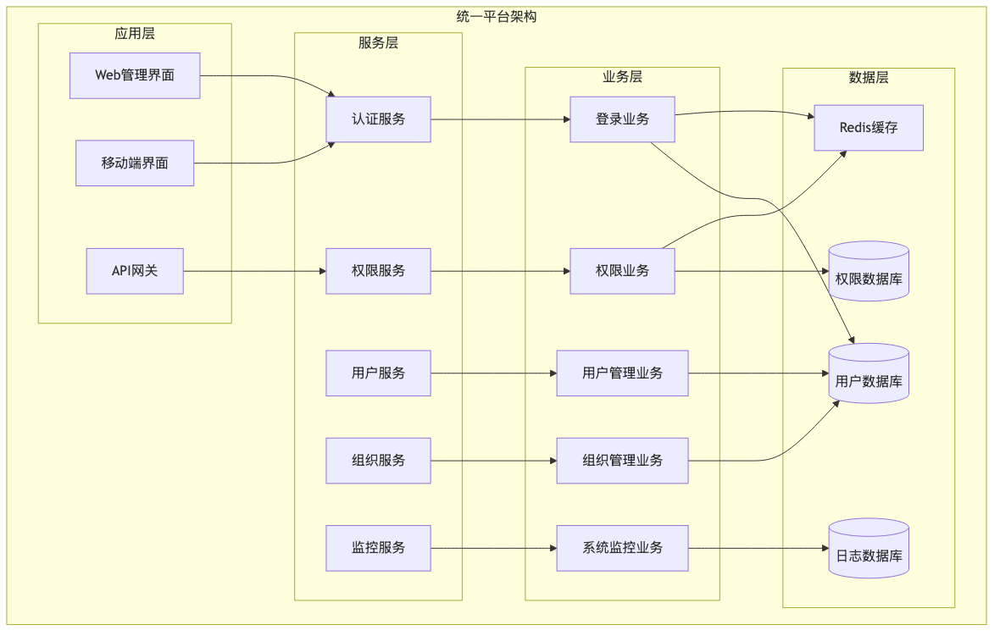 统一平台架构
应用层
Web管理界面
移动端界面
API网关
服务层
认证服务
权限服务
用户服务
组织服务
监控服务
业务层
登录业务
权限业务
用户管理业务
组织管理业务
系统监控业务
数据层
Redis缓存
权限数据库
用户数据库
日志数据库